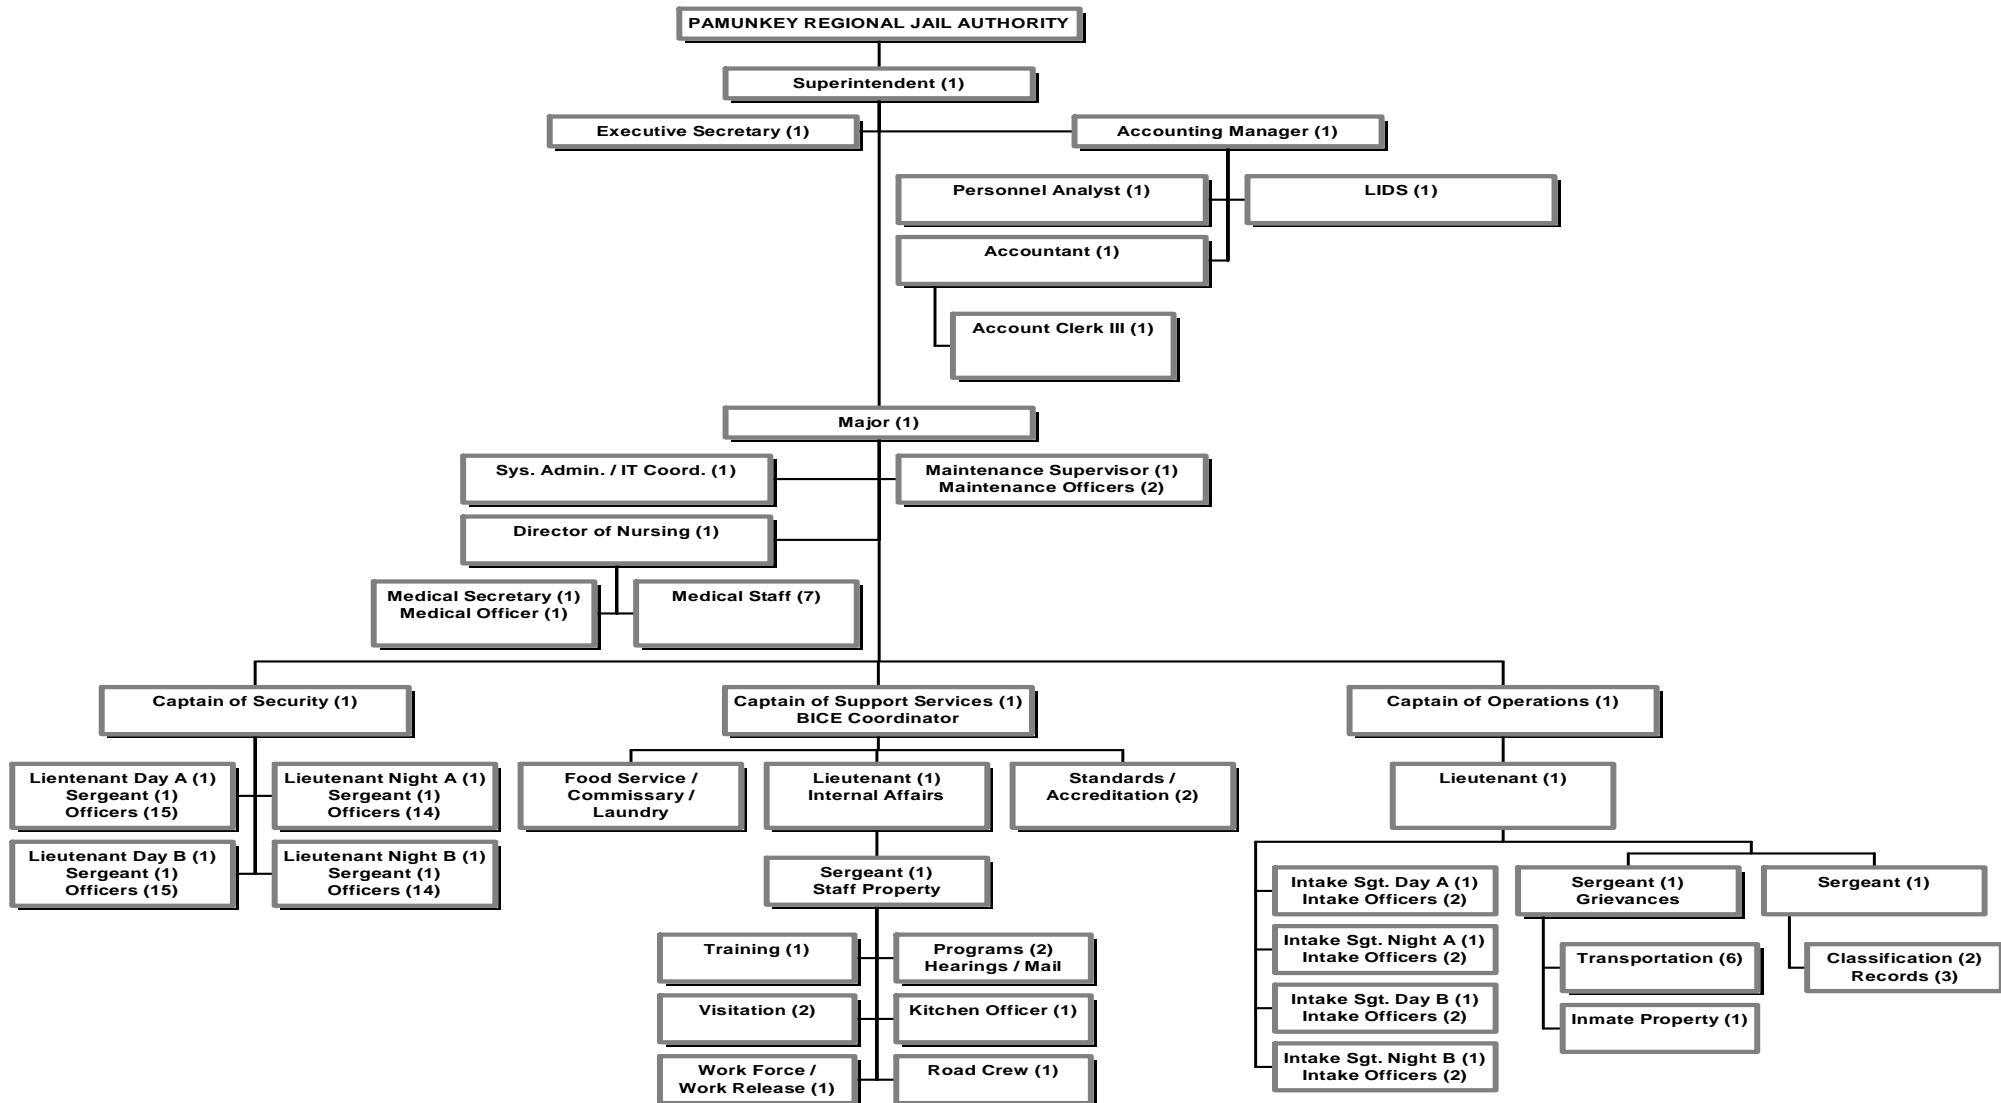 PAMUNKEY REGIONAL JAIL AUTHORITY
Superintendent (1)
Executive Secretary (1)
Accounting Manager (1)
Personnel Analyst (1)
LIDS (1)
Accountant (1)
Account Clerk III (1)
Major (1)
Sys. Admin. / IT Coord. (1)
Maintenance Supervisor (1)
Maintenance Officers (2)
Director of Nursing (1)
Medical Secretary (1)
Medical Officer (1)
Medical Staff (7)
Captain of Security (1)
Captain of Support Services (1)
BICE Coordinator
Captain of Operations (1)
Lientenant Day A (1)
Sergeant (1)
Officers (15)
Lieutenant Night A (1)
Sergeant (1)
Officers (14)
Lieutenant Day B (1)
Sergeant (1)
Officers (15)
Lieutenant Night B (1)
Sergeant (1)
Officers (14)
Food Service /
Commissary /
Laundry
Lieutenant (1)
Internal Affairs
Standards /
Accreditation (2)
Sergeant (1)
Staff Property
Training (1)
Programs (2)
Hearings / Mail
Visitation (2)
Kitchen Officer (1)
Work Force /
Work Release (1)
Road Crew (1)
Lieutenant (1)
Intake Sgt. Day A (1)
Intake Officers (2)
Intake Sgt. Night A (1)
Intake Officers (2)
Intake Sgt. Day B (1)
Intake Officers (2)
Intake Sgt. Night B (1)
Intake Officers (2)
Sergeant (1)
Grievances
Transportation (6)
Inmate Property (1)
Sergeant (1)
Classification (2)
Records (3)